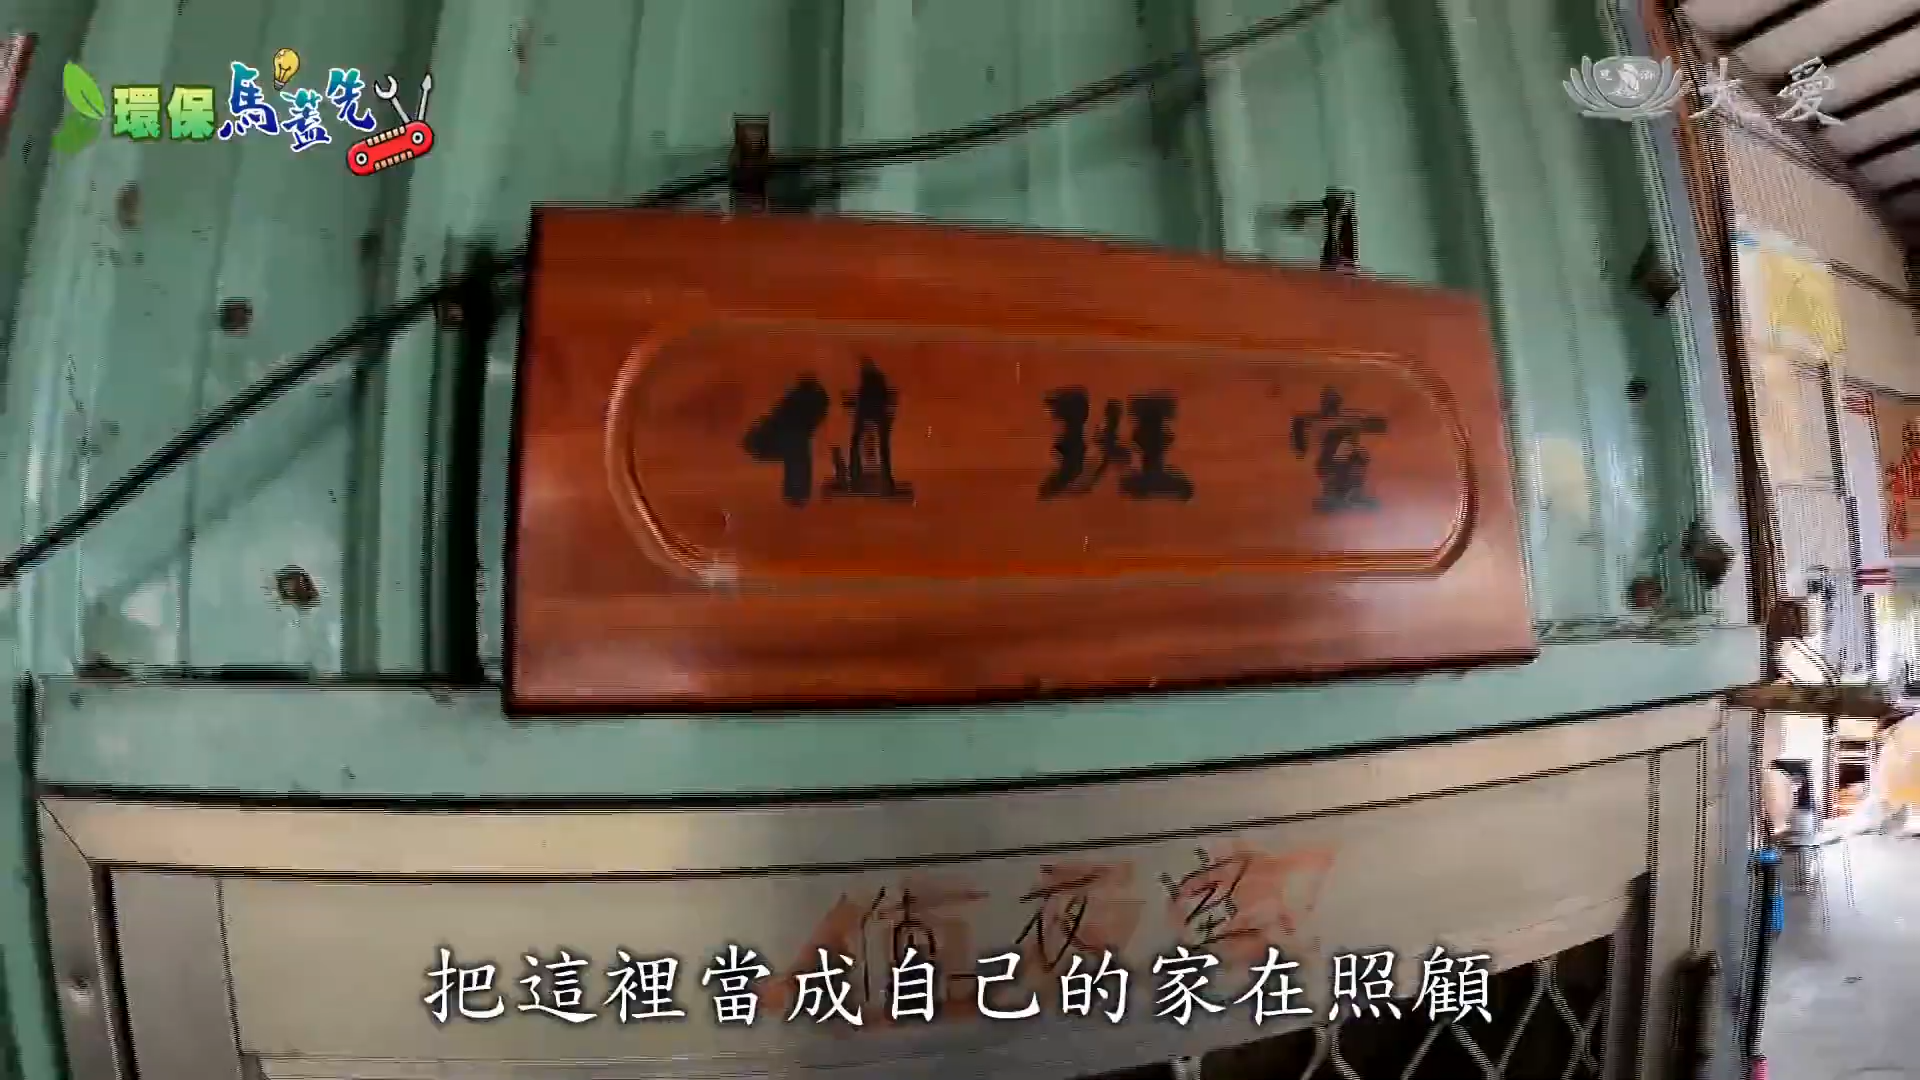 環保馬蓋先
大愛
值班室
值夜室
把這裡當成自己的家在照顧